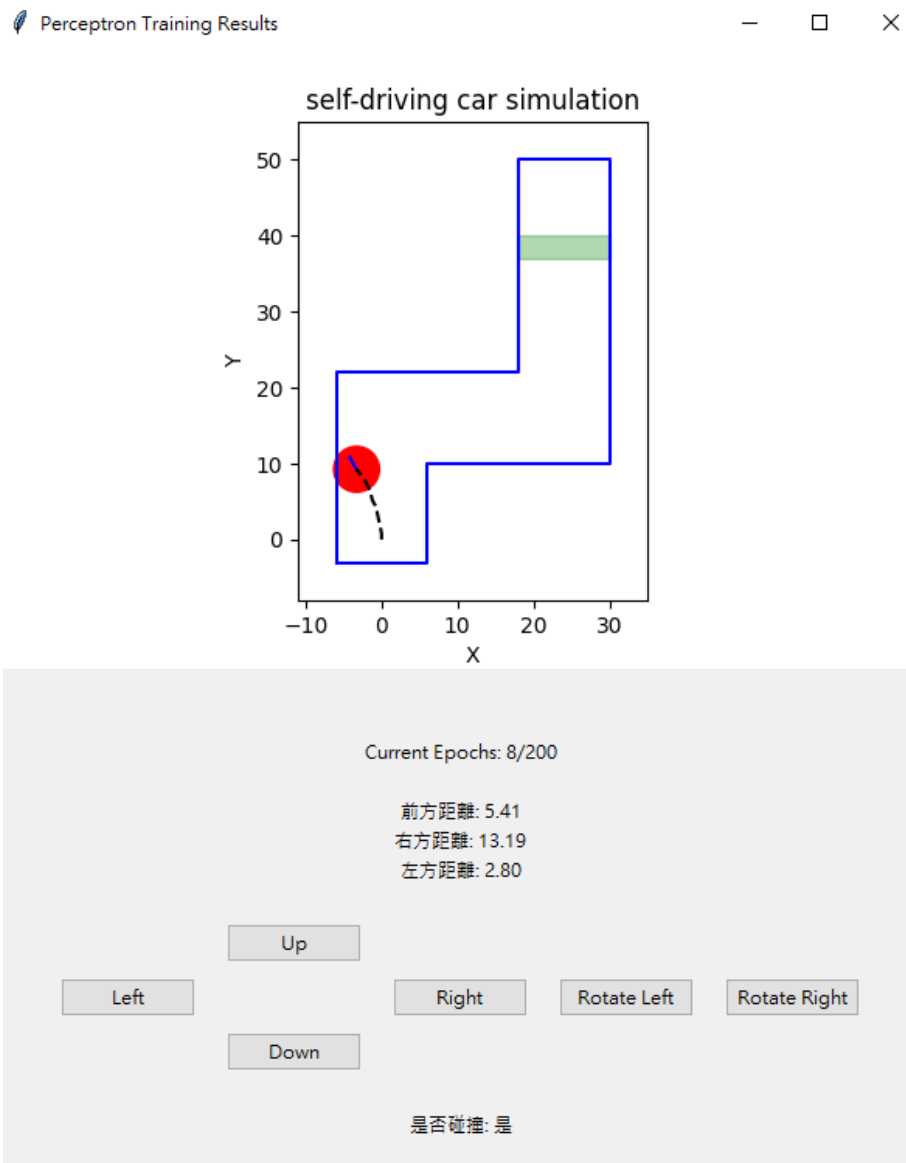 Perceptron Training Results
self-driving car simulation
50
40
30
20
10
0
Y
−10 0 10 20 30
X
Current Epochs: 8/200
前方距離: 5.41
右方距離: 13.19
左方距離: 2.80
Up
Left Right Rotate Left Rotate Right
Down
是否碰撞: 是